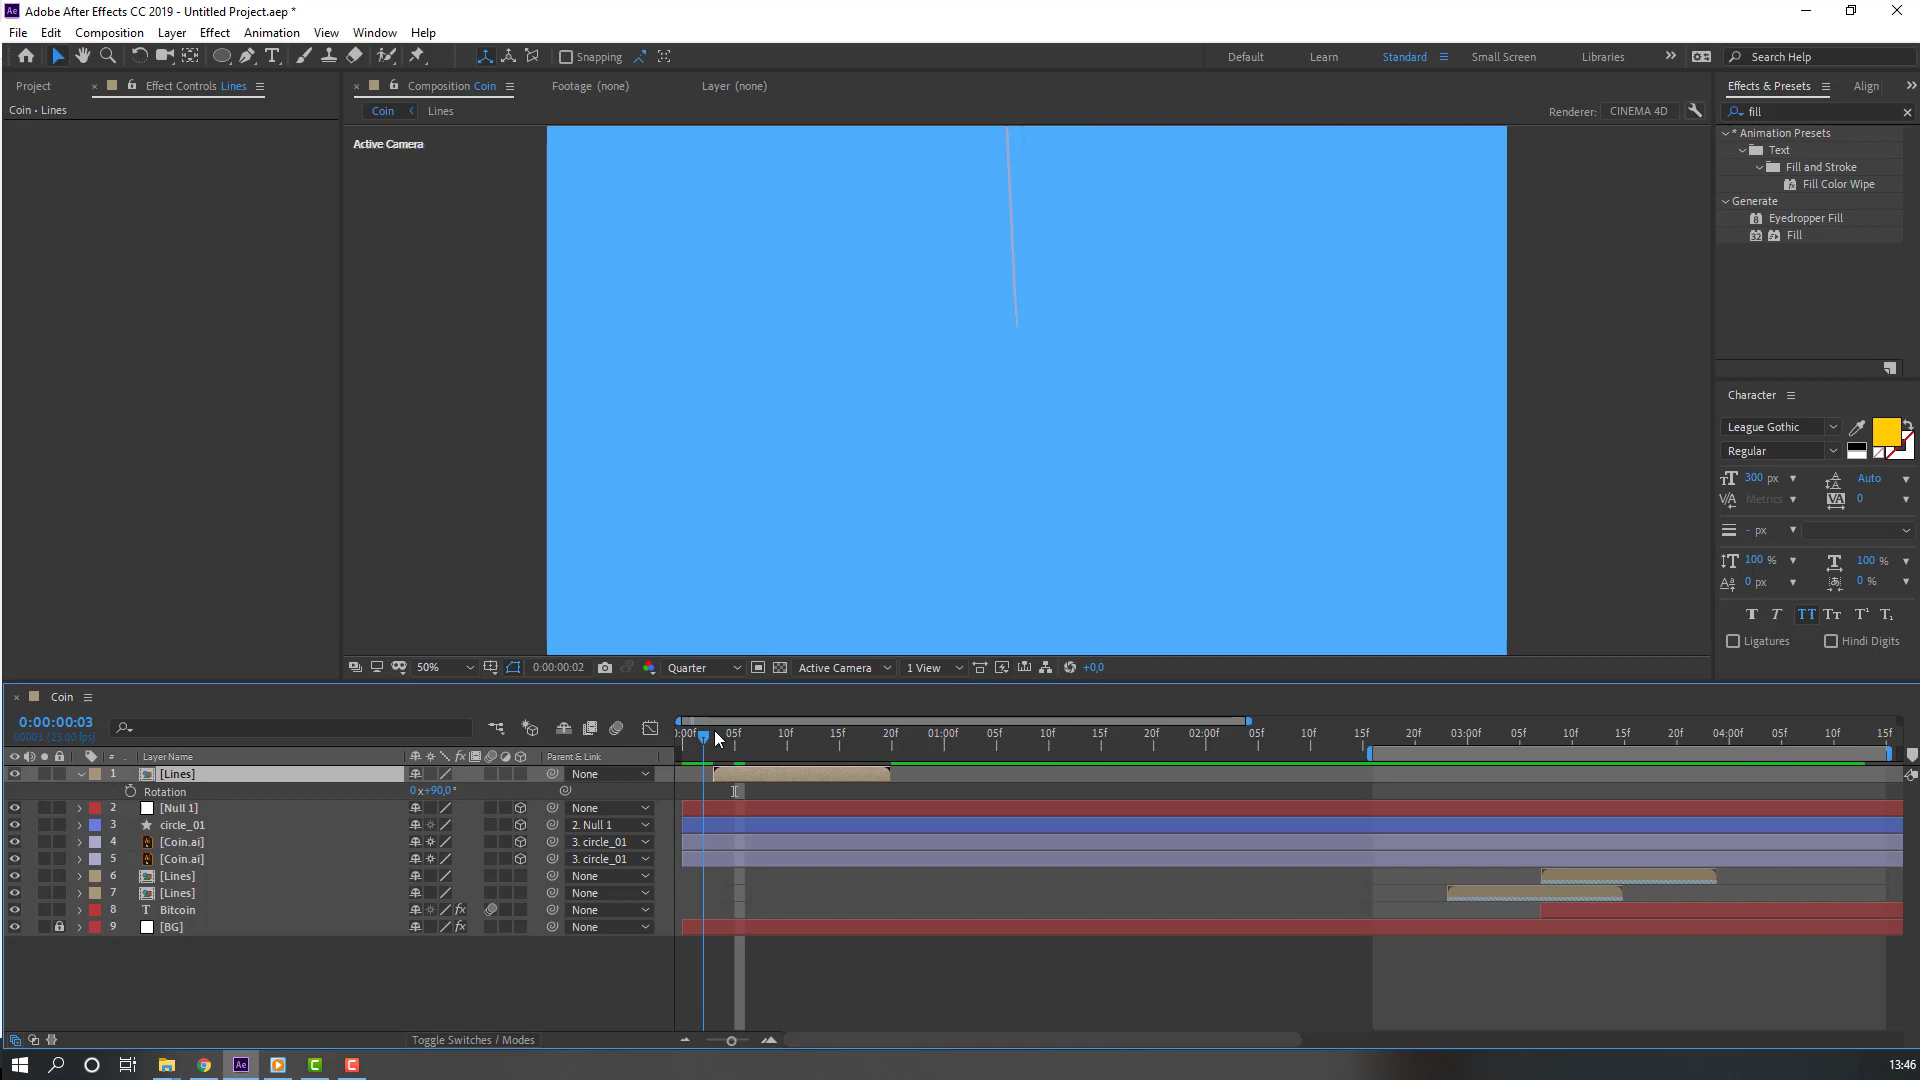 Adobe After Effects CC 2019 - Untitled Project.aep *
File Edit Composition Layer Effect Animation View Window Help
Snapping
Default Learn Standard Small Screen Libraries Search Help
Project Effect Controls Lines Composition Coin Footage (none) Layer (none) Effects & Presets Align
Coin • Lines
Coin Lines Renderer: CINEMA 4D
fill
Active Camera
* Animation Presets
Text
Fill and Stroke
Fill Color Wipe
Generate
Eyedropper Fill
Fill
Character
League Gothic
Regular
300 px Auto
Metrics 0
- px
100 % 100 %
0 px 0 %
Ligatures Hindi Digits
50% 0:00:00:02 Quarter Active Camera 1 View +0,0
Coin
0:00:00:03
00003 (25.00 fps)
:00f 05f 10f 15f 20f 01:00f 05f 10f 15f 20f 02:00f 05f 10f 15f 20f 03:00f 05f 10f 15f 20f 04:00f 05f 10f 15f
# Layer Name Parent & Link
1 [Lines] None
Rotation 0x+90,0°
2 [Null 1] None
3 circle_01 2. Null 1
4 [Coin.ai] 3. circle_01
5 [Coin.ai] 3. circle_01
6 [Lines] None
7 [Lines] None
8 T Bitcoin None
9 [BG] None
Toggle Switches / Modes
13:46